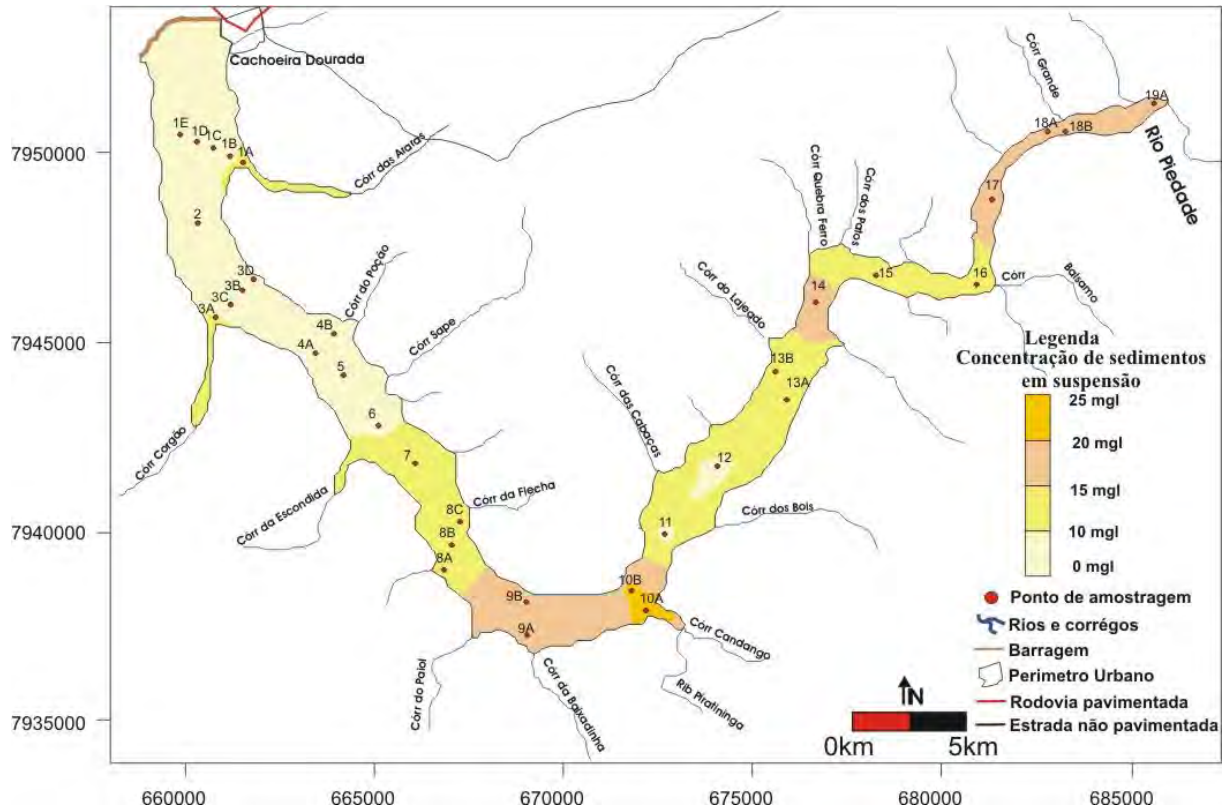 7950000
7945000
7940000
7935000
660000
665000
670000
675000
680000
685000
Cachoeira Dourada
1E
1D
1C
1B
1A
Córr das Araras
2
3D
3B
3C
3A
Córr do Poção
4B
4A
5
Córr Sape
6
Córr Corgão
7
Córr da Escondida
8C
Córr da Flecha
8B
8A
9B
9A
Córr do Paiol
Córr da Baixadinha
10B
10A
Córr Candango
Rib Piratininga
11
Córr dos Bois
12
Córr das Cabaças
13B
13A
Córr do Lajeado
14
Córr Quebra Ferro
Córr dos Patos
15
16
Córr
Balsamo
17
18A
18B
Córr Grande
19A
Rio Piedade
Legenda
Concentração de sedimentos
em suspensão
25 mgl
20 mgl
15 mgl
10 mgl
0 mgl
Ponto de amostragem
Rios e corrégos
Barragem
Perimetro Urbano
Rodovia pavimentada
Estrada não pavimentada
N
0km
5km